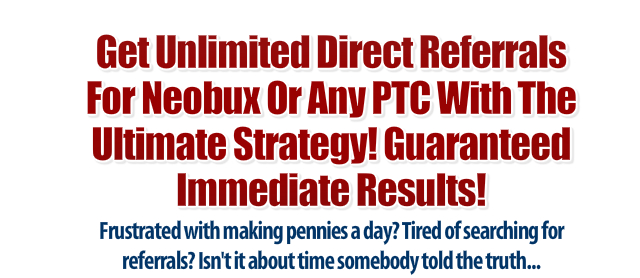 Get Unlimited Direct Referrals
For Neobux Or Any PTC With The
Ultimate Strategy! Guaranteed
Immediate Results!
Frustrated with making pennies a day? Tired of searching for
referrals? Isn't it about time somebody told the truth...